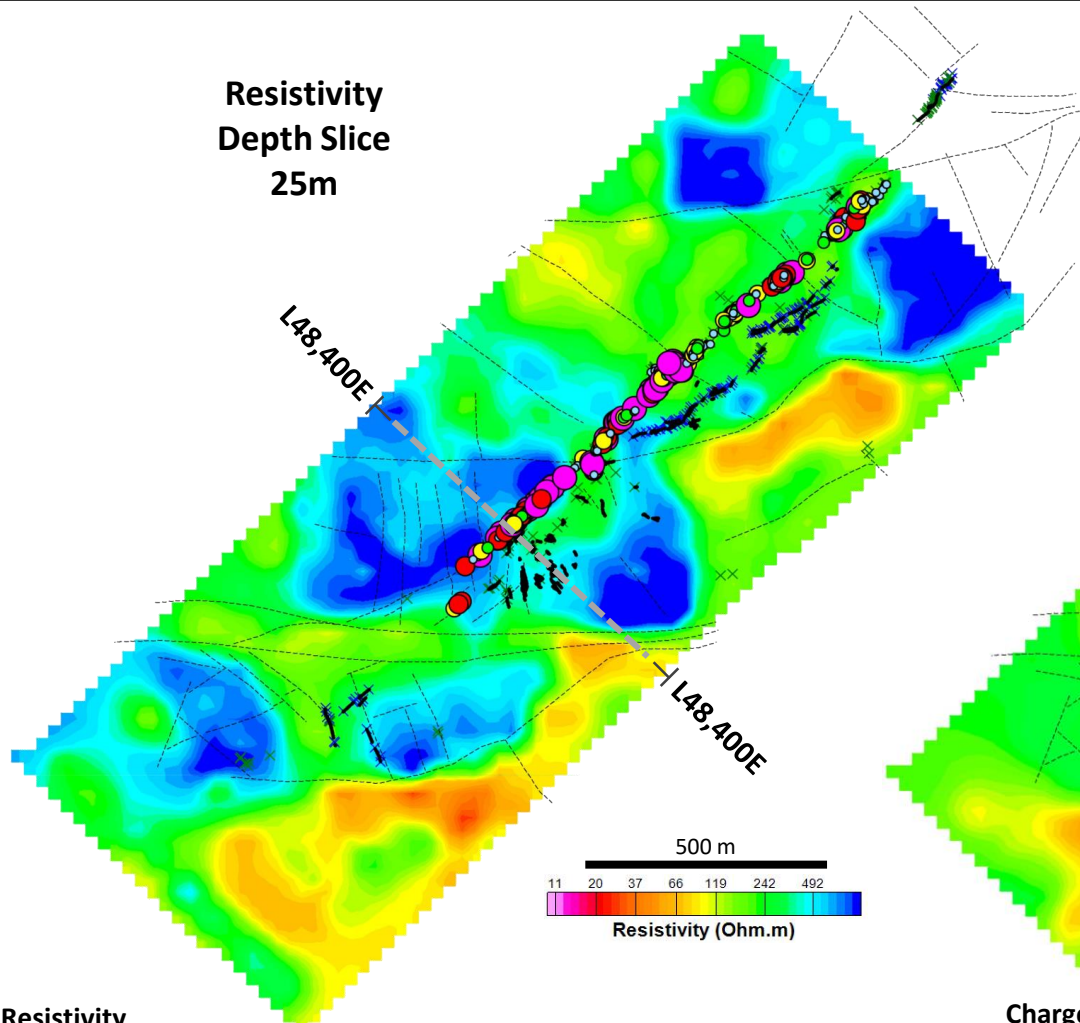 Resistivity
Depth Slice
25m
L48,400E
L48,400E
500 m
11 20 37 66 119 242 492
Resistivity (Ohm.m)
Resistivity
Charge